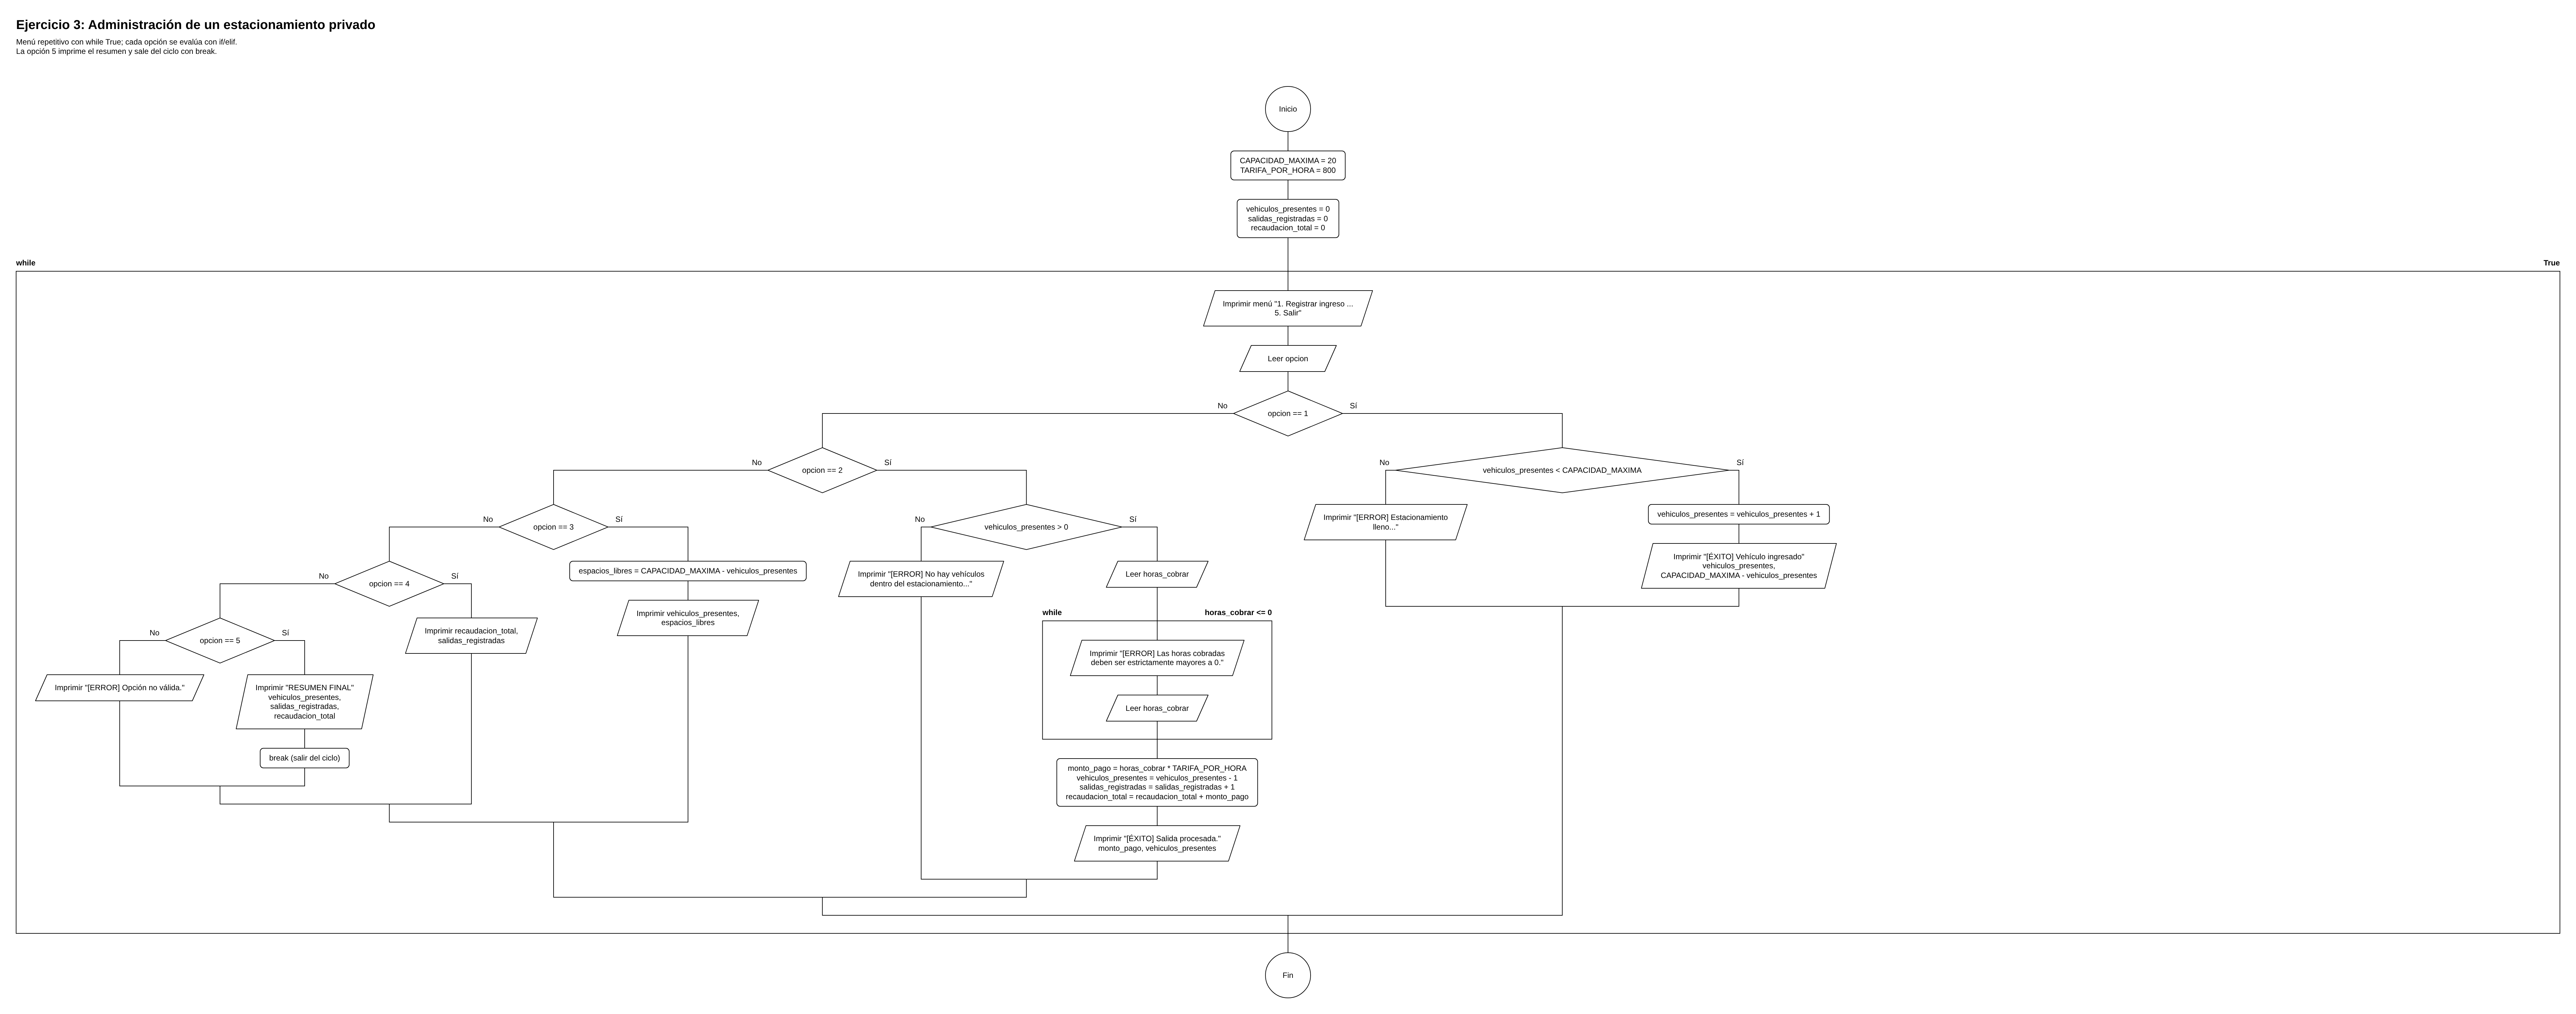 Ejercicio 3: Administración de un estacionamiento privado
Menú repetitivo con while True; cada opción se evalúa con if/elif.
La opción 5 imprime el resumen y sale del ciclo con break.
Inicio
CAPACIDAD_MAXIMA = 20
TARIFA_POR_HORA = 800
vehiculos_presentes = 0
salidas_registradas = 0
recaudacion_total = 0
while
True
Imprimir menú "1. Registrar ingreso ...
5. Salir"
Leer opcion
No
opcion == 1
Sí
No
opcion == 2
Sí
No
vehiculos_presentes < CAPACIDAD_MAXIMA
Sí
No
opcion == 3
Sí
No
vehiculos_presentes > 0
Sí
Imprimir "[ERROR] Estacionamiento
lleno..."
vehiculos_presentes = vehiculos_presentes + 1
Imprimir "[ÉXITO] Vehículo ingresado"
vehiculos_presentes,
CAPACIDAD_MAXIMA - vehiculos_presentes
No
opcion == 4
Sí
espacios_libres = CAPACIDAD_MAXIMA - vehiculos_presentes
Imprimir vehiculos_presentes,
espacios_libres
Imprimir "[ERROR] No hay vehículos
dentro del estacionamiento..."
Leer horas_cobrar
while
horas_cobrar <= 0
Imprimir "[ERROR] Las horas cobradas
deben ser estrictamente mayores a 0."
Leer horas_cobrar
No
opcion == 5
Sí
Imprimir recaudacion_total,
salidas_registradas
Imprimir "[ERROR] Opción no válida."
Imprimir "RESUMEN FINAL"
vehiculos_presentes,
salidas_registradas,
recaudacion_total
break (salir del ciclo)
monto_pago = horas_cobrar * TARIFA_POR_HORA
vehiculos_presentes = vehiculos_presentes - 1
salidas_registradas = salidas_registradas + 1
recaudacion_total = recaudacion_total + monto_pago
Imprimir "[ÉXITO] Salida procesada."
monto_pago, vehiculos_presentes
Fin